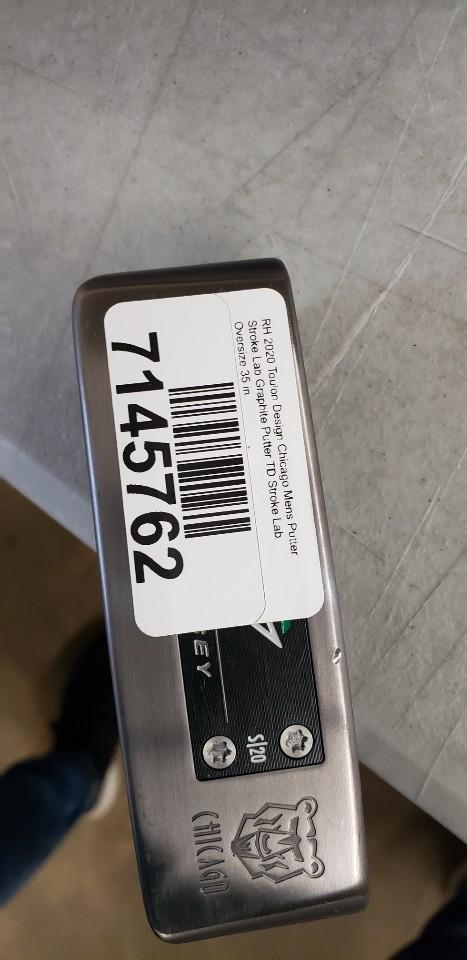 RH 2020 Toulon Design Chicago Mens Putter
Stroke Lab Graphite Putter TD Stroke Lab
Oversize 35 in
7145762
EY
S/20
CHICAGO